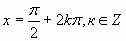 x = π/2 + 2kπ, к ∈ Z